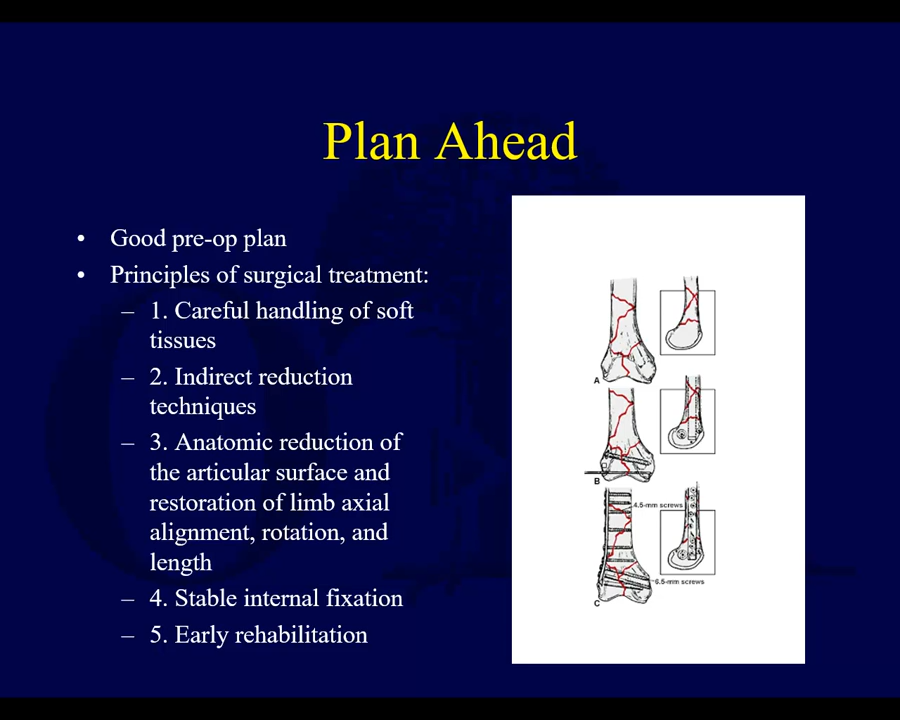 Plan Ahead
• Good pre-op plan
• Principles of surgical treatment:
– 1. Careful handling of soft
tissues
– 2. Indirect reduction
techniques
– 3. Anatomic reduction of
the articular surface and
restoration of limb axial
alignment, rotation, and
length
– 4. Stable internal fixation
– 5. Early rehabilitation
A
B
4.5-mm screws
6.5-mm screws
C